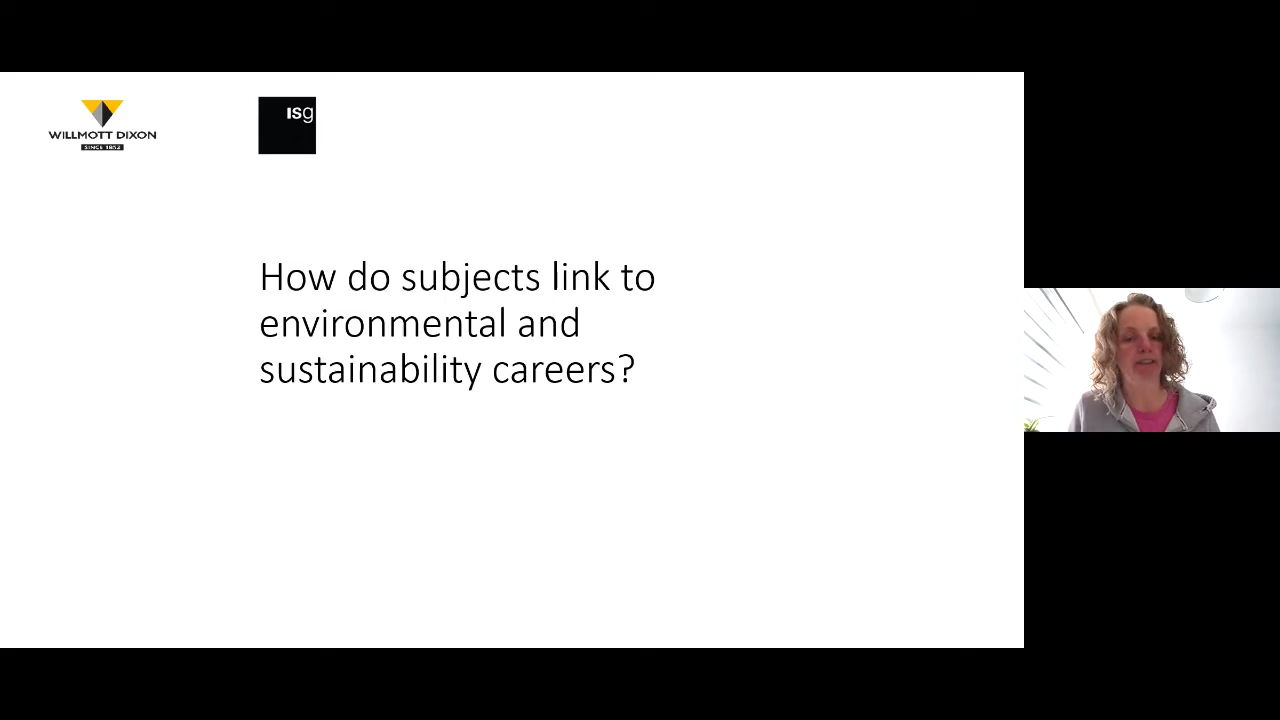 WILLMOTT DIXON
SINCE 1852
ISg
How do subjects link to
environmental and
sustainability careers?